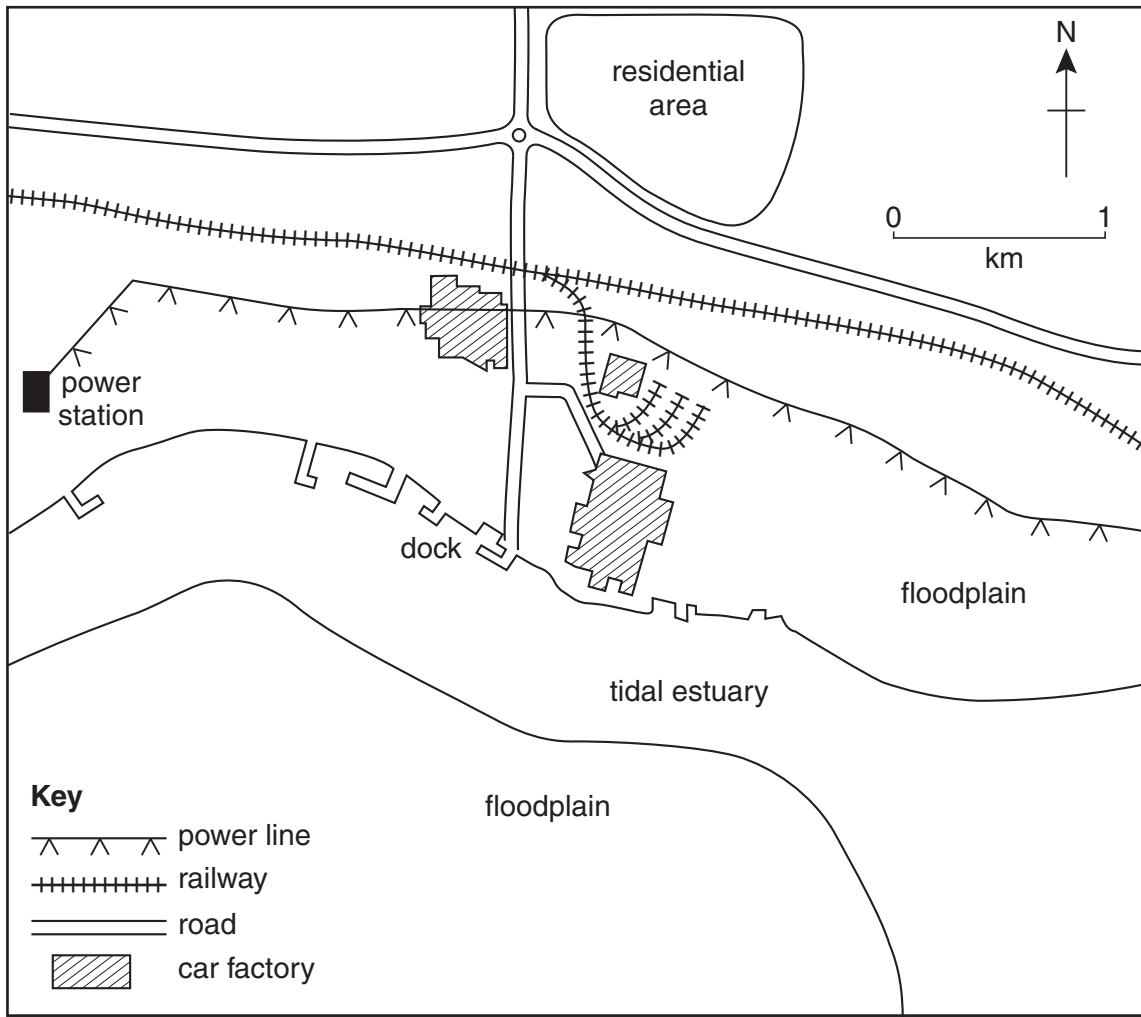 residential
area
N
0 1
km
power
station
dock
floodplain
tidal estuary
floodplain
Key
power line
railway
road
car factory